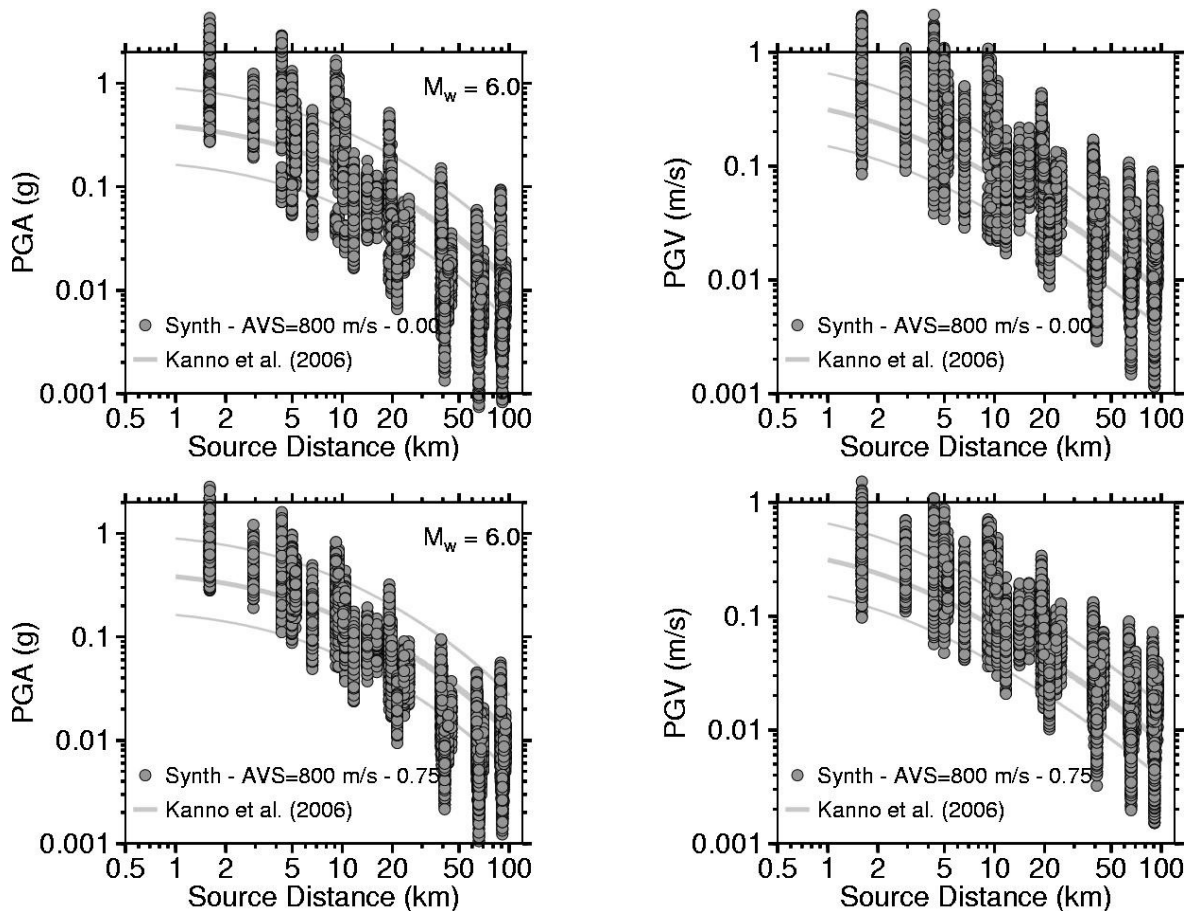 1
0.1
0.01
0.001
PGA (g)
M_w = 6.0
Synth - AVS=800 m/s - 0.00
Kanno et al. (2006)
0.5 1 2 5 10 20 50 100
Source Distance (km)
1
0.1
0.01
0.001
PGV (m/s)
Synth - AVS=800 m/s - 0.00
Kanno et al. (2006)
0.5 1 2 5 10 20 50 100
Source Distance (km)
1
0.1
0.01
0.001
PGA (g)
M_w = 6.0
Synth - AVS=800 m/s - 0.75
Kanno et al. (2006)
0.5 1 2 5 10 20 50 100
Source Distance (km)
1
0.1
0.01
0.001
PGV (m/s)
Synth - AVS=800 m/s - 0.75
Kanno et al. (2006)
0.5 1 2 5 10 20 50 100
Source Distance (km)